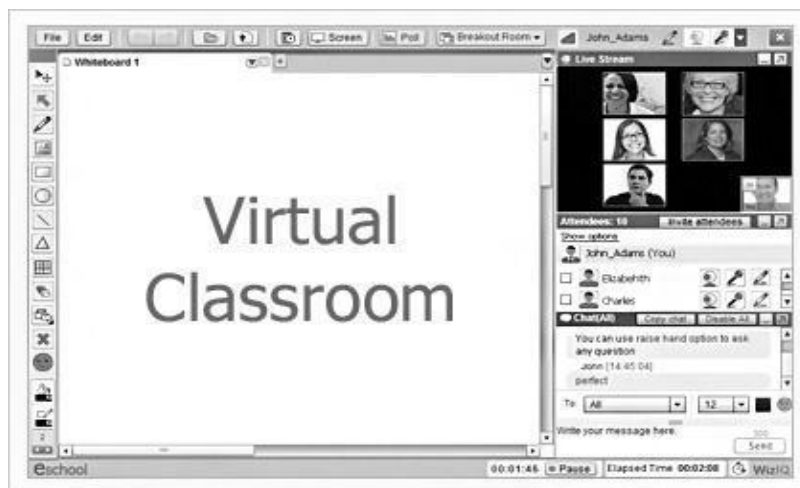 File Edit Screen Poll Breakout Room John_Adams
Whiteboard 1
Virtual
Classroom
Live Stream
Attendees: 10 Invite attendees
Show options
John_Adams (You)
Elizabehth
Charles
Chat(All) Copy chat Disable All
You can use raise hand option to ask
any question
John [14:45:04]
perfect
To: All 12
Write your message here.
300
Send
eschool 00:01:46 Pause Elapsed Time 00:02:08 WizIQ